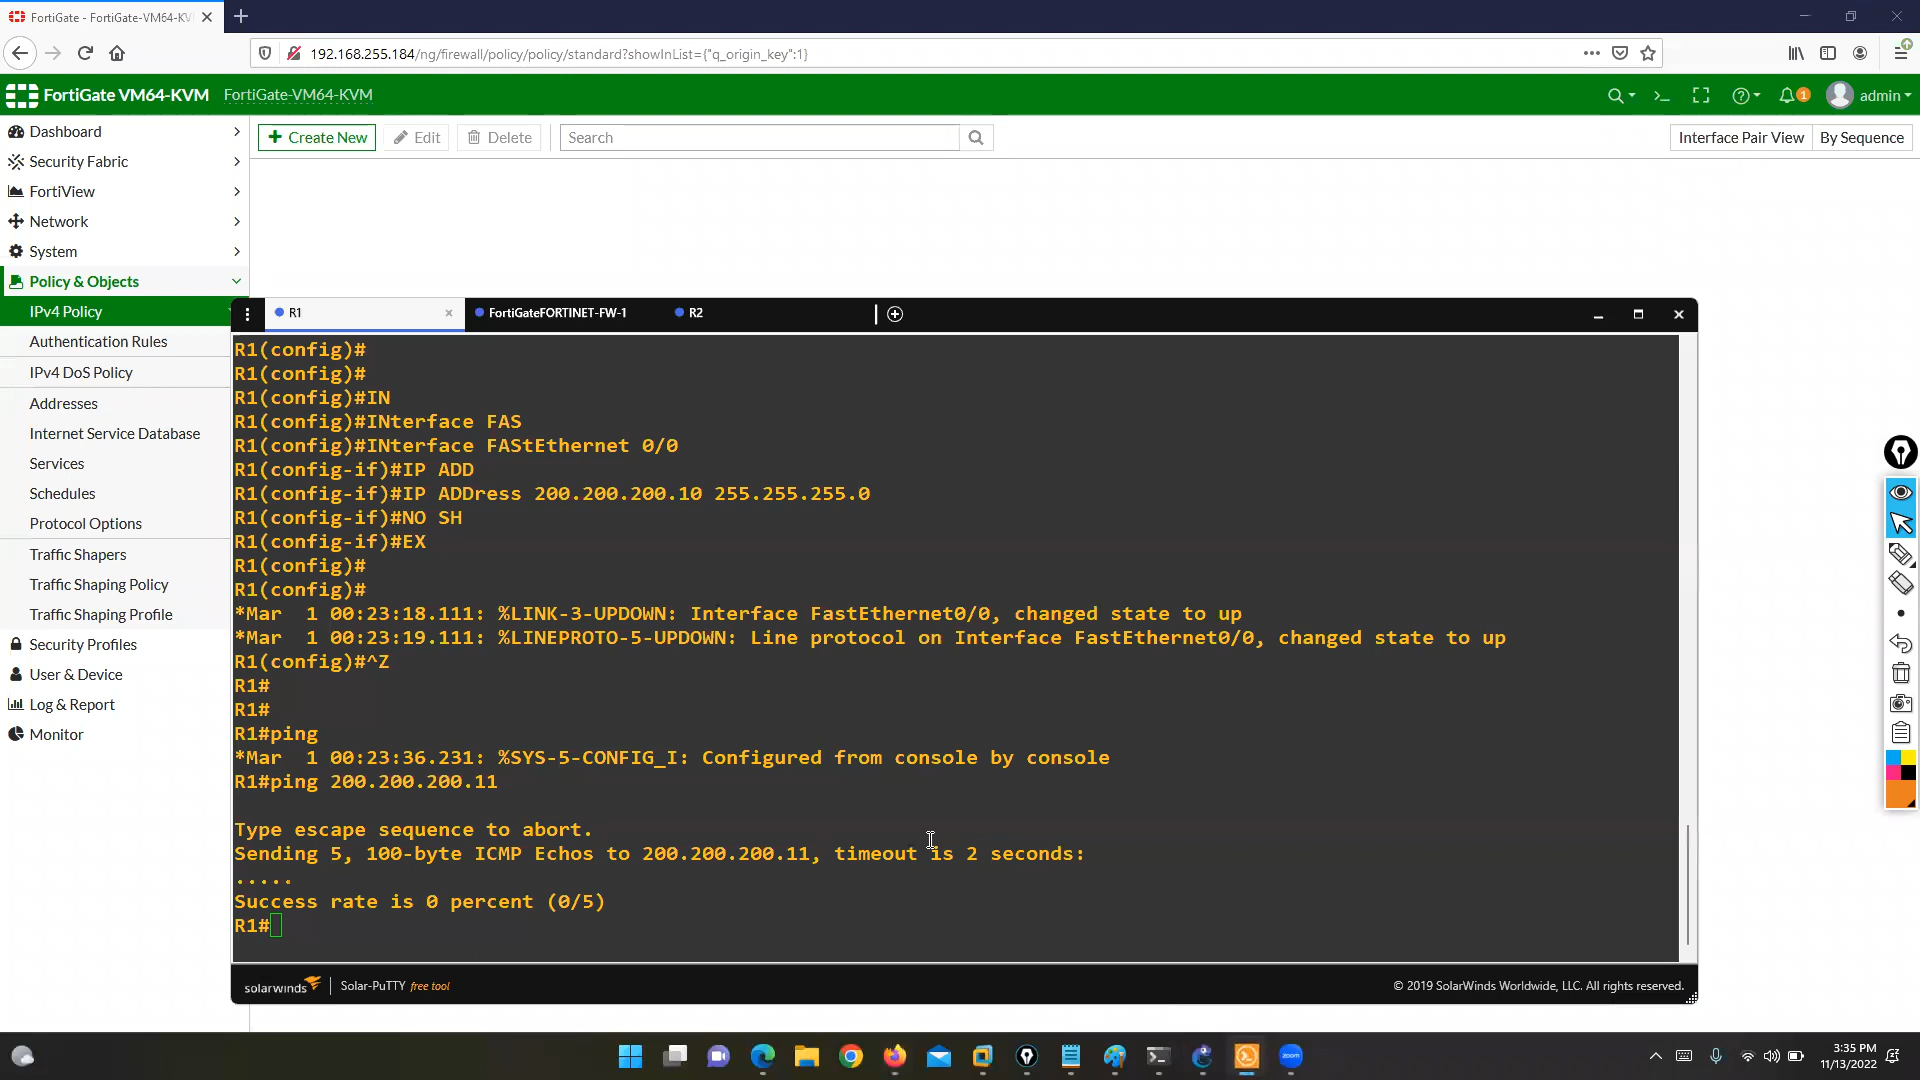 FortiGate - FortiGate-VM64-KV
192.168.255.184/ng/firewall/policy/policy/standard?showInList={"q_origin_key":1}
FortiGate VM64-KVM
FortiGate-VM64-KVM
1
admin
Dashboard
Security Fabric
FortiView
Network
System
Policy & Objects
IPv4 Policy
Authentication Rules
IPv4 DoS Policy
Addresses
Internet Service Database
Services
Schedules
Protocol Options
Traffic Shapers
Traffic Shaping Policy
Traffic Shaping Profile
Security Profiles
User & Device
Log & Report
Monitor
Create New
Edit
Delete
Search
Interface Pair View
By Sequence
R1
FortiGateFORTINET-FW-1
R2
R1(config)#
R1(config)#
R1(config)#IN
R1(config)#INterface FAS
R1(config)#INterface FAStEthernet 0/0
R1(config-if)#IP ADD
R1(config-if)#IP ADDress 200.200.200.10 255.255.255.0
R1(config-if)#NO SH
R1(config-if)#EX
R1(config)#
R1(config)#
*Mar  1 00:23:18.111: %LINK-3-UPDOWN: Interface FastEthernet0/0, changed state to up
*Mar  1 00:23:19.111: %LINEPROTO-5-UPDOWN: Line protocol on Interface FastEthernet0/0, changed state to up
R1(config)#^Z
R1#
R1#
R1#ping
*Mar  1 00:23:36.231: %SYS-5-CONFIG_I: Configured from console by console
R1#ping 200.200.200.11
Type escape sequence to abort.
Sending 5, 100-byte ICMP Echos to 200.200.200.11, timeout is 2 seconds:
.....
Success rate is 0 percent (0/5)
R1#
solarwinds
Solar-PuTTY free tool
© 2019 SolarWinds Worldwide, LLC. All rights reserved.
zoom
3:35 PM
11/13/2022